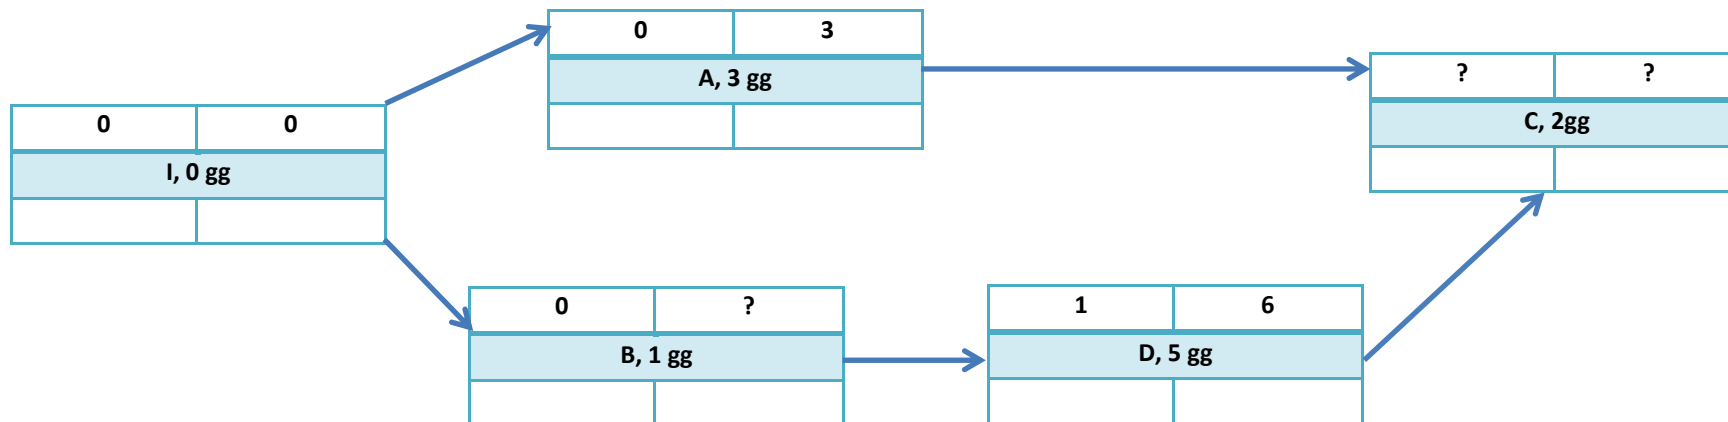 0 3
A, 3 gg
? ?
C, 2gg
0 0
I, 0 gg
0 ?
B, 1 gg
1 6
D, 5 gg